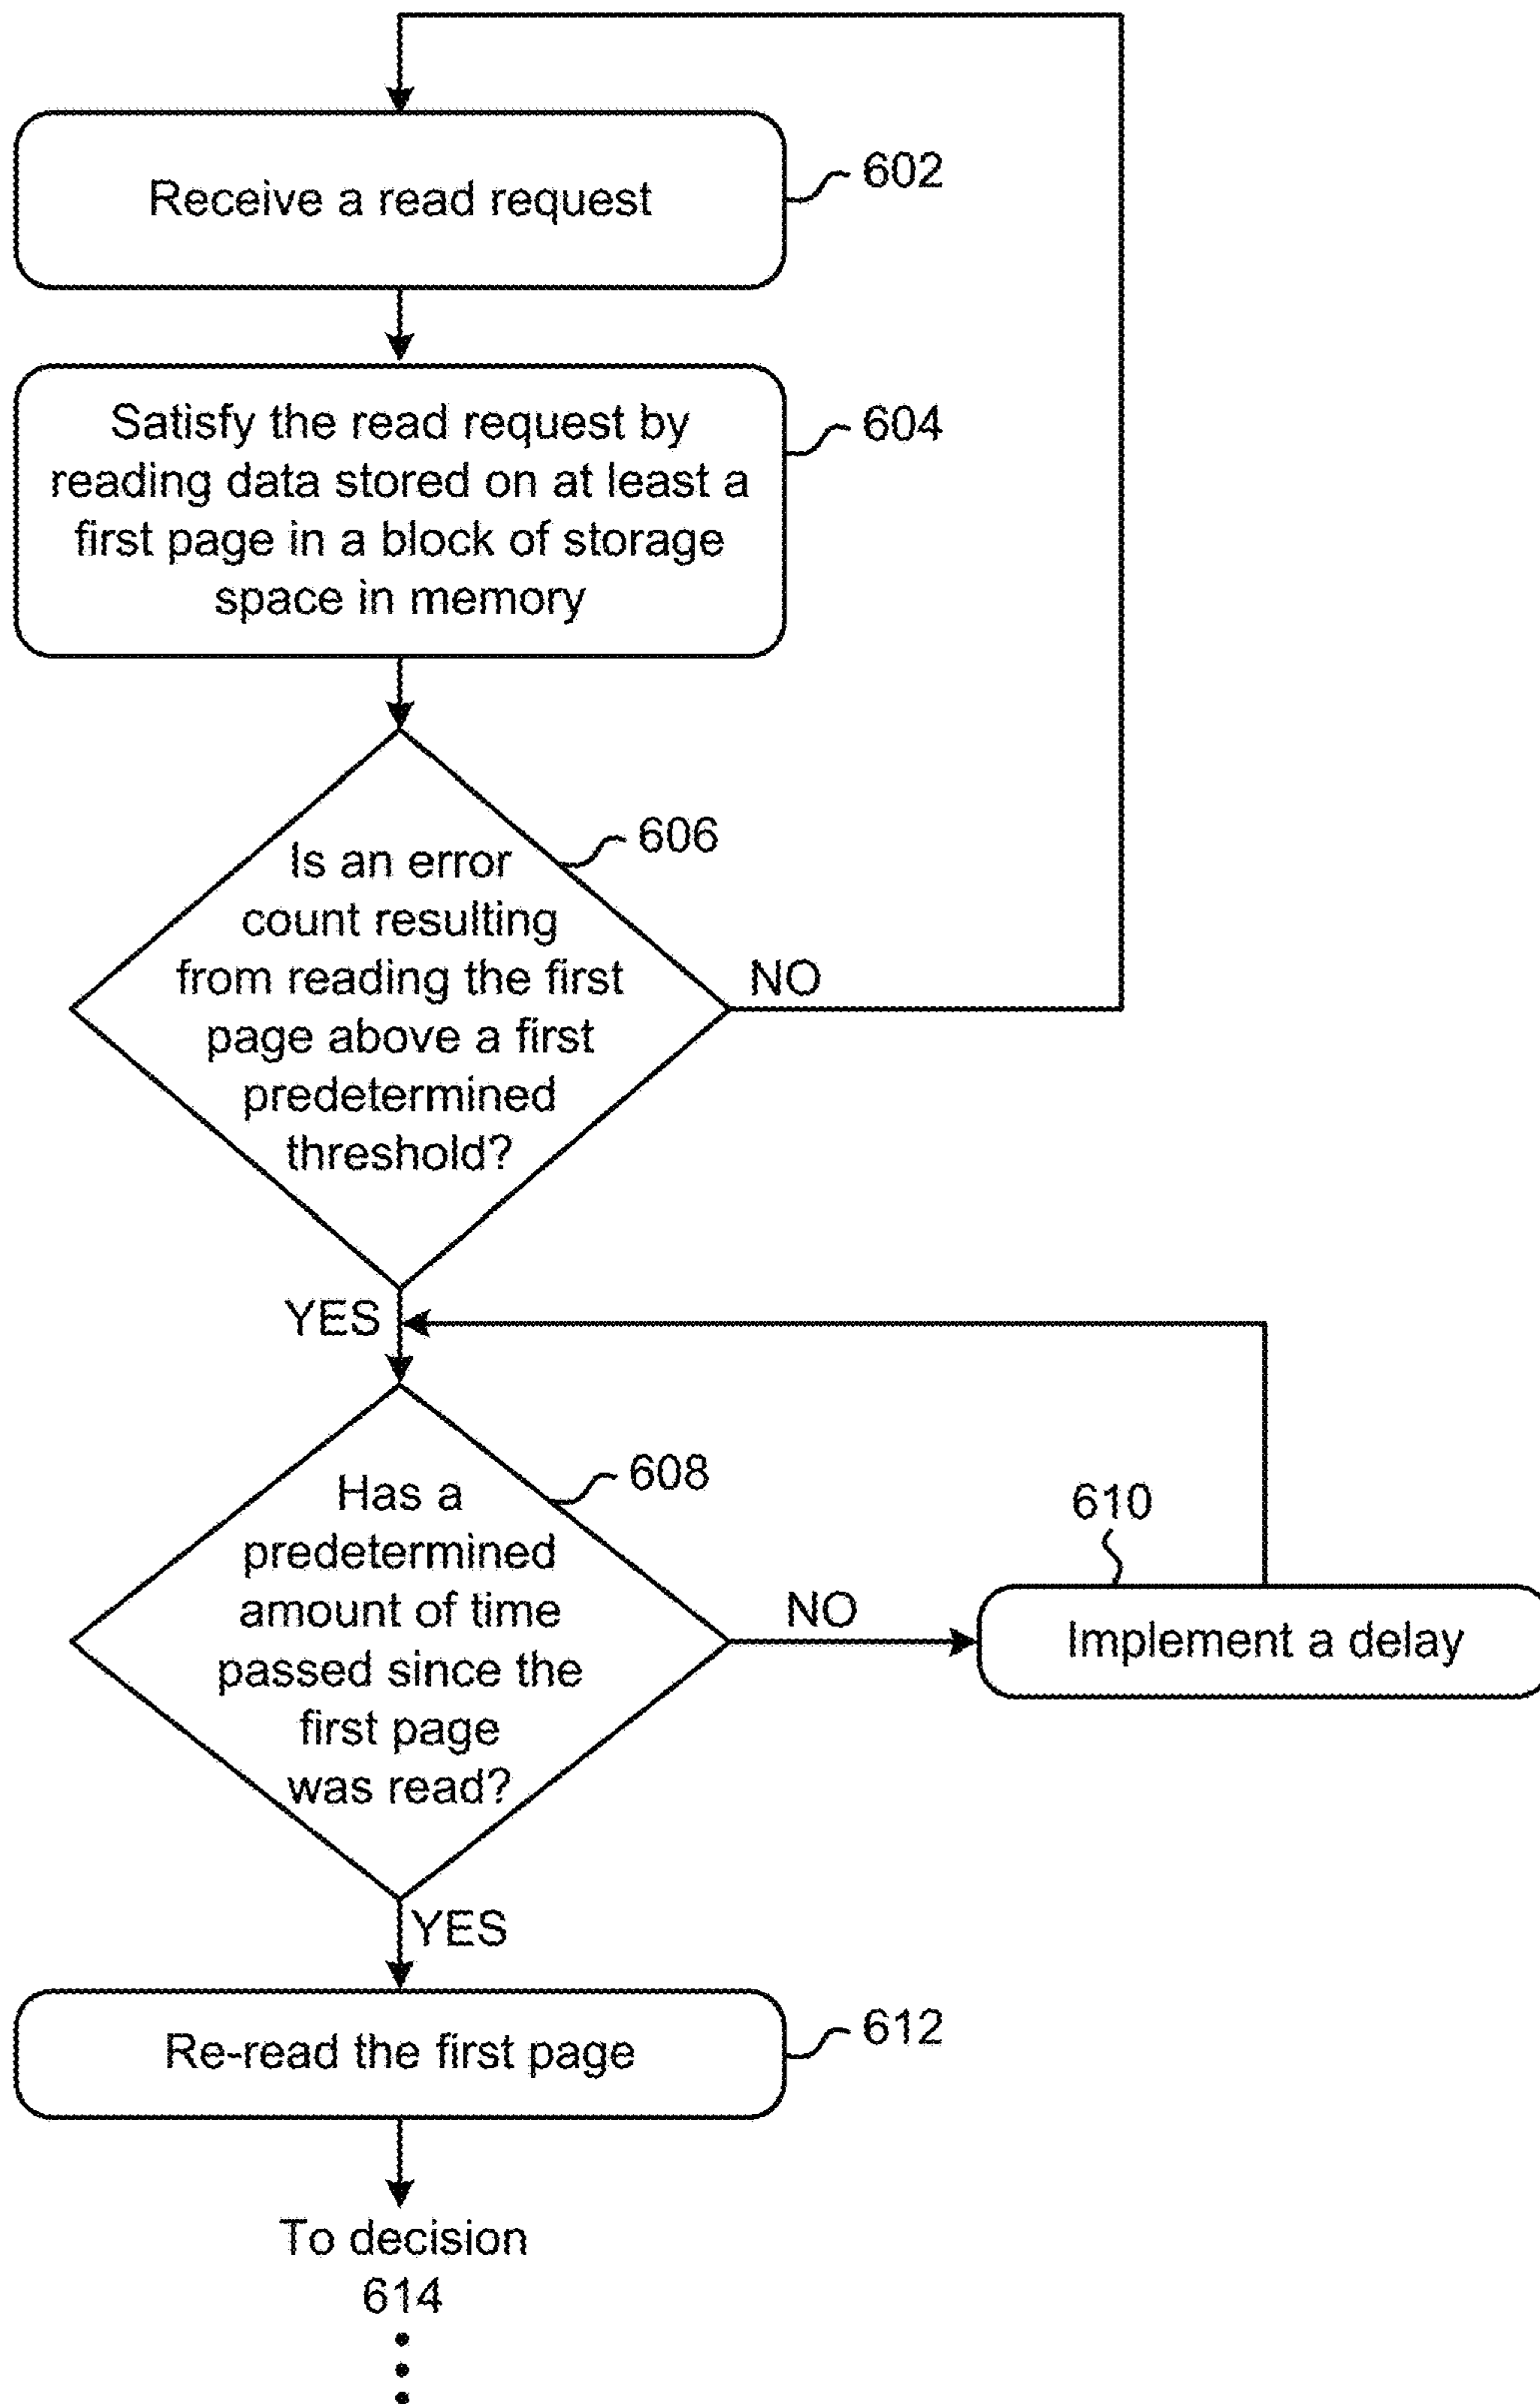 Receive a read request
602
Satisfy the read request by
reading data stored on at least a
first page in a block of storage
space in memory
604
606
Is an error
count resulting
from reading the first
page above a first
predetermined
threshold?
NO
YES
608
Has a
predetermined
amount of time
passed since the
first page
was read?
NO
610
Implement a delay
YES
Re-read the first page
612
To decision
614